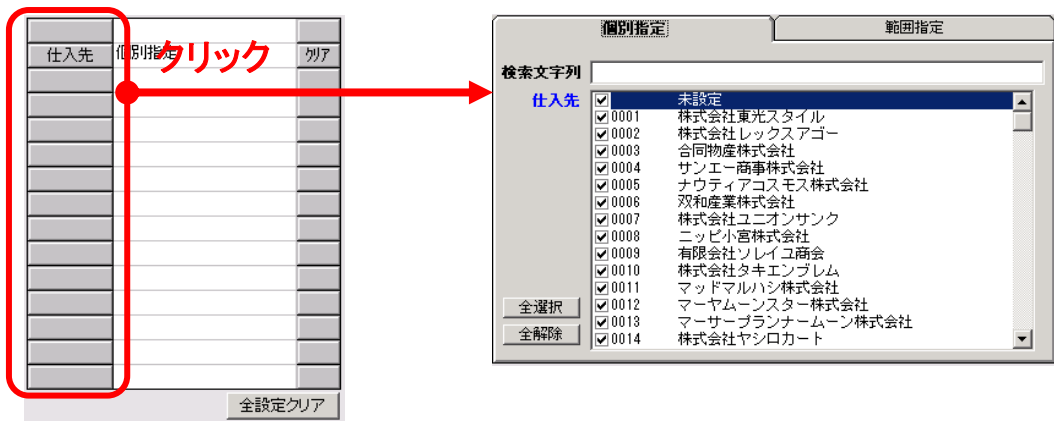 仕入先 個別指定 クリア
クリック
全設定クリア
個別指定 範囲指定
検索文字列
仕入先 未設定
0001 株式会社東光スタイル
0002 株式会社レックスアゴー
0003 合同物産株式会社
0004 サンエー商事株式会社
0005 ナウティアコスモス株式会社
0006 双和産業株式会社
0007 株式会社ユニオンサンク
0008 ニッピ小宮株式会社
0009 有限会社ソレイユ商会
0010 株式会社タキエンブレム
0011 マッドマルハシ株式会社
全選択 0012 マーヤムーンスター株式会社
0013 マーサープランナームーン株式会社
全解除 0014 株式会社ヤシロカート